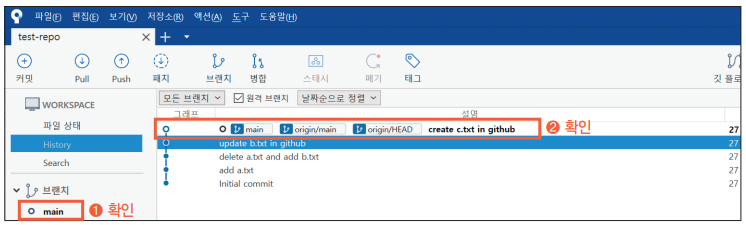 파일(F) 편집(E) 보기(V) 저장소(R) 액션(A) 도구 도움말(H)
test-repo
커밋 Pull Push 패치 브랜치 병합 스태시 폐기 태그 깃 플로
모든 브랜치 원격 브랜치 날짜순으로 정렬
그래프 설명
WORKSPACE
파일 상태
History
Search
브랜치
main ❶ 확인
main origin/main origin/HEAD create c.txt in github ❷ 확인 27
update b.txt in github 27
delete a.txt and add b.txt 27
add a.txt 27
Initial commit 27